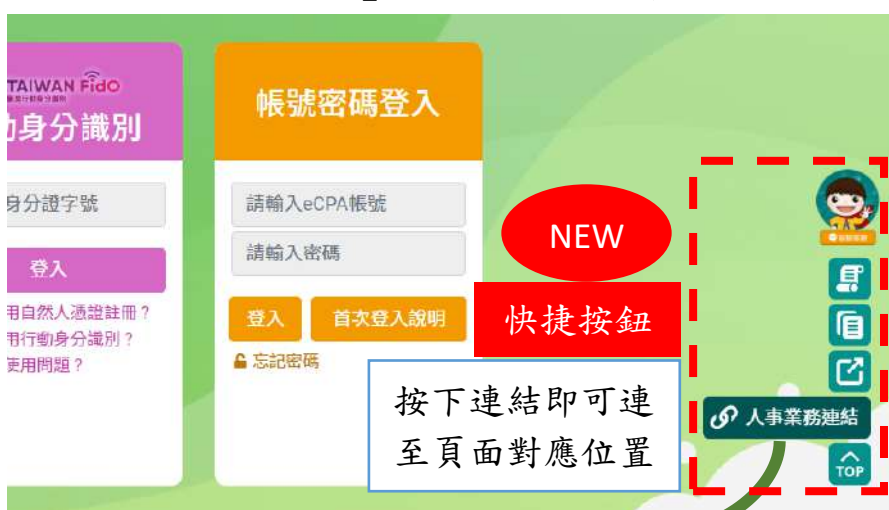 TAIWAN FidO
身分識別
身分證字號
登入
用自然人憑證註冊？
用行動身分識別？
使用問題？
帳號密碼登入
請輸入eCPA帳號
請輸入密碼
登入
首次登入說明
忘記密碼
NEW
快捷按鈕
按下連結即可連
至頁面對應位置
人事業務連結
TOP